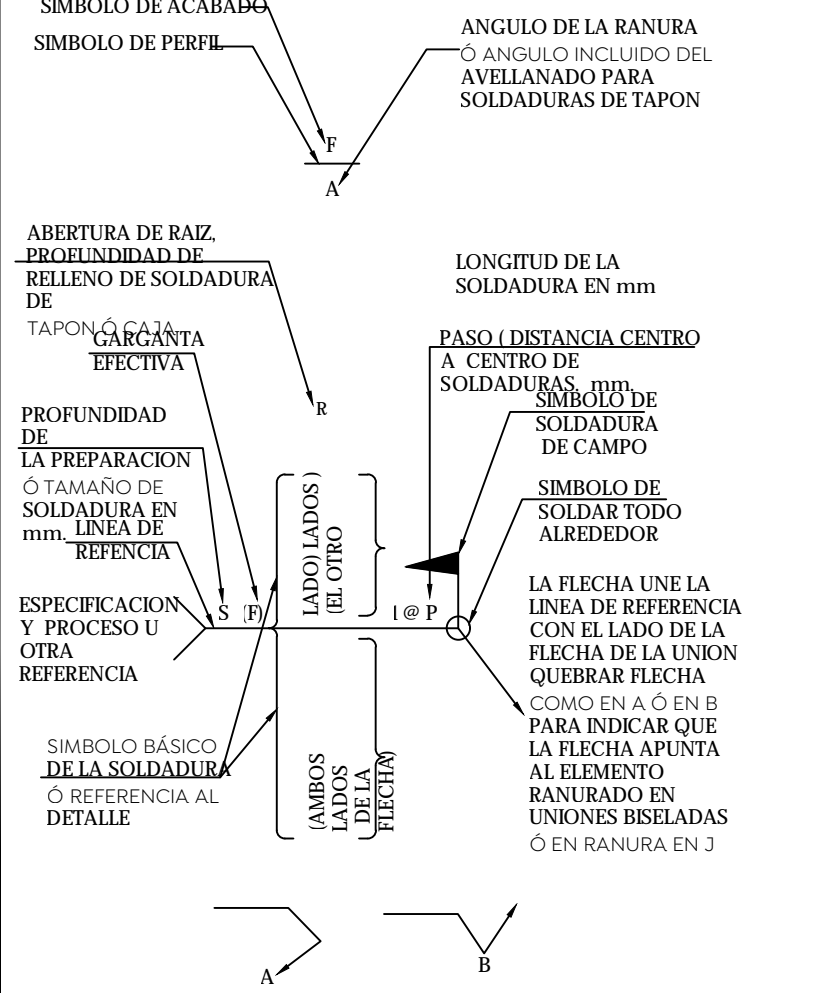 SIMBOLO DE ACABADO
SIMBOLO DE PERFIL
ANGULO DE LA RANURA
Ó ANGULO INCLUIDO DEL
AVELLANADO PARA
SOLDADURAS DE TAPON
F
A
ABERTURA DE RAIZ,
PROFUNDIDAD DE
RELLENO DE SOLDADURA
DE
TAPON Ó CAJA
LONGITUD DE LA
SOLDADURA EN mm
GARGANTA
EFECTIVA
PASO ( DISTANCIA CENTRO
A CENTRO DE
SOLDADURAS. mm.
R
SIMBOLO DE
SOLDADURA
DE CAMPO
PROFUNDIDAD
DE
LA PREPARACION
Ó TAMAÑO DE
SOLDADURA EN
mm.
LINEA DE
REFENCIA
SIMBOLO DE
SOLDAR TODO
ALREDEDOR
LADO) LADOS )
(EL OTRO
S (F)
@ P
ESPECIFICACION
Y PROCESO U
OTRA
REFERENCIA
LA FLECHA UNE LA
LINEA DE REFERENCIA
CON EL LADO DE LA
FLECHA DE LA UNION
QUEBRAR FLECHA
COMO EN A Ó EN B
PARA INDICAR QUE
LA FLECHA APUNTA
AL ELEMENTO
RANURADO EN
UNIONES BISELADAS
Ó EN RANURA EN J
SIMBOLO BÁSICO
DE LA SOLDADURA
Ó REFERENCIA AL
DETALLE
(AMBOS
LADOS
DE LA
FLECHA)
A
B